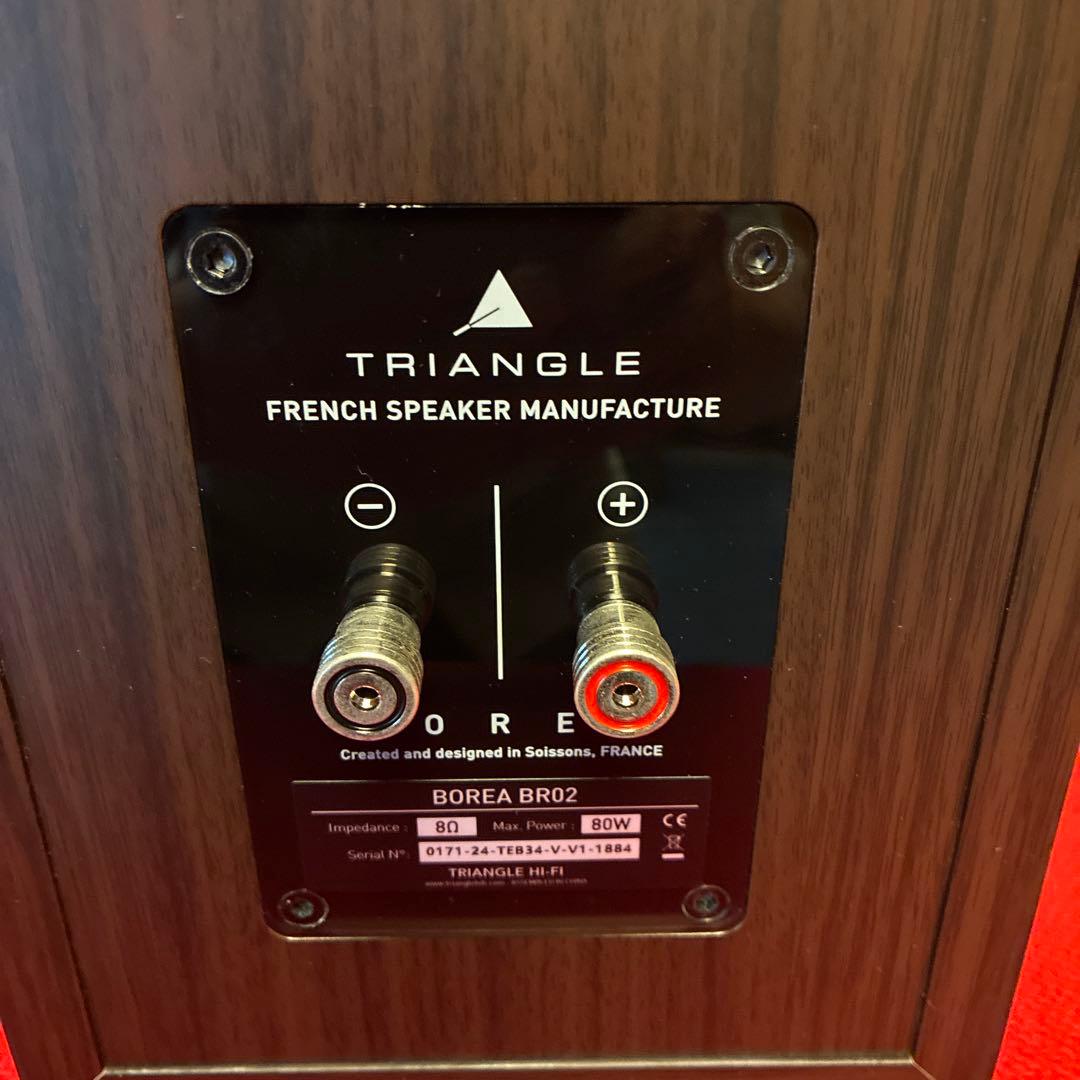 TRIANGLE
FRENCH SPEAKER MANUFACTURE
− +
O R E
Created and designed in Soissons, FRANCE
BOREA BR02
Impedance : 8Ω Max. Power : 80W CE
Serial N°: 0171-24-TEB34-V-V1-1884
TRIANGLE HI-FI